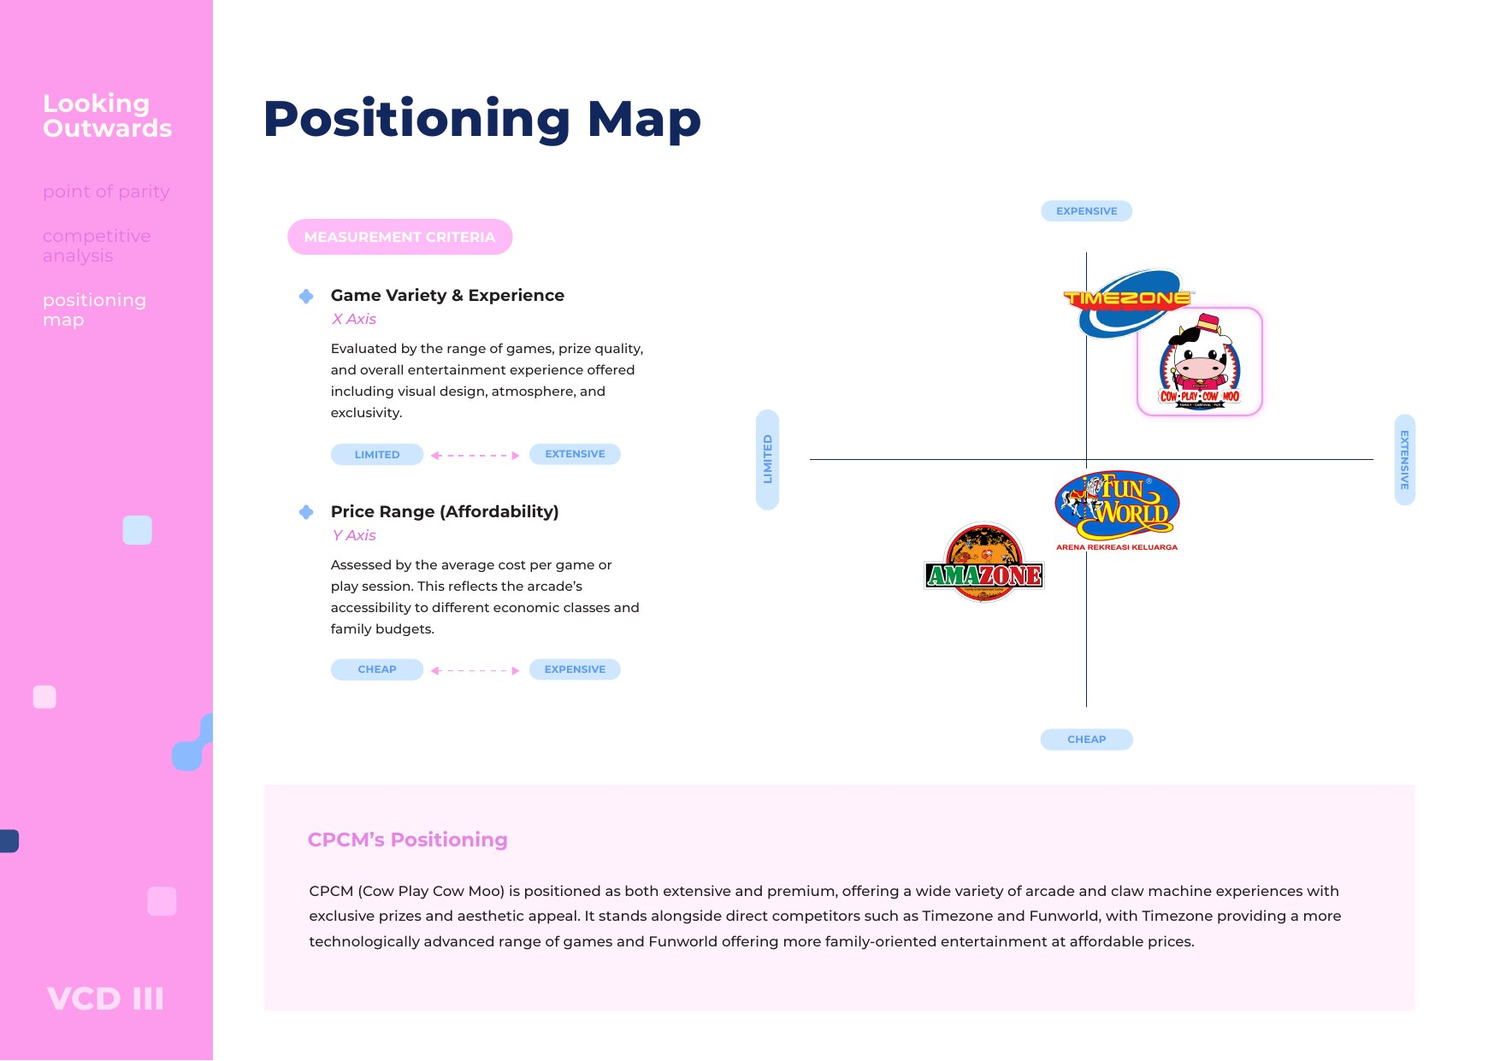 Looking
Outwards
point of parity
competitive
analysis
positioning
map
VCD III
Positioning Map
MEASUREMENT CRITERIA
Game Variety & Experience
X Axis
Evaluated by the range of games, prize quality,
and overall entertainment experience offered
including visual design, atmosphere, and
exclusivity.
LIMITED
EXTENSIVE
Price Range (Affordability)
Y Axis
Assessed by the average cost per game or
play session. This reflects the arcade’s
accessibility to different economic classes and
family budgets.
CHEAP
EXPENSIVE
EXPENSIVE
TIMEZONE
COW PLAY COW MOO
LIMITED
EXTENSIVE
FUN
WORLD
ARENA REKREASI KELUARGA
AMAZONE
CHEAP
CPCM’s Positioning
CPCM (Cow Play Cow Moo) is positioned as both extensive and premium, offering a wide variety of arcade and claw machine experiences with
exclusive prizes and aesthetic appeal. It stands alongside direct competitors such as Timezone and Funworld, with Timezone providing a more
technologically advanced range of games and Funworld offering more family-oriented entertainment at affordable prices.